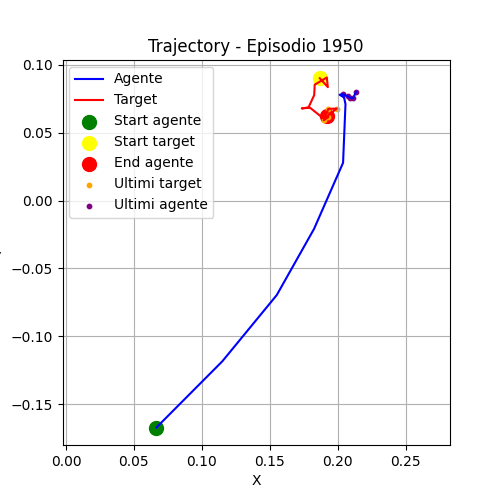 Trajectory - Episodio 1950
Agente
Target
Start agente
Start target
End agente
Ultimi target
Ultimi agente
0.10
0.05
0.00
−0.05
−0.10
−0.15
0.00
0.05
0.10
0.15
0.20
0.25
X